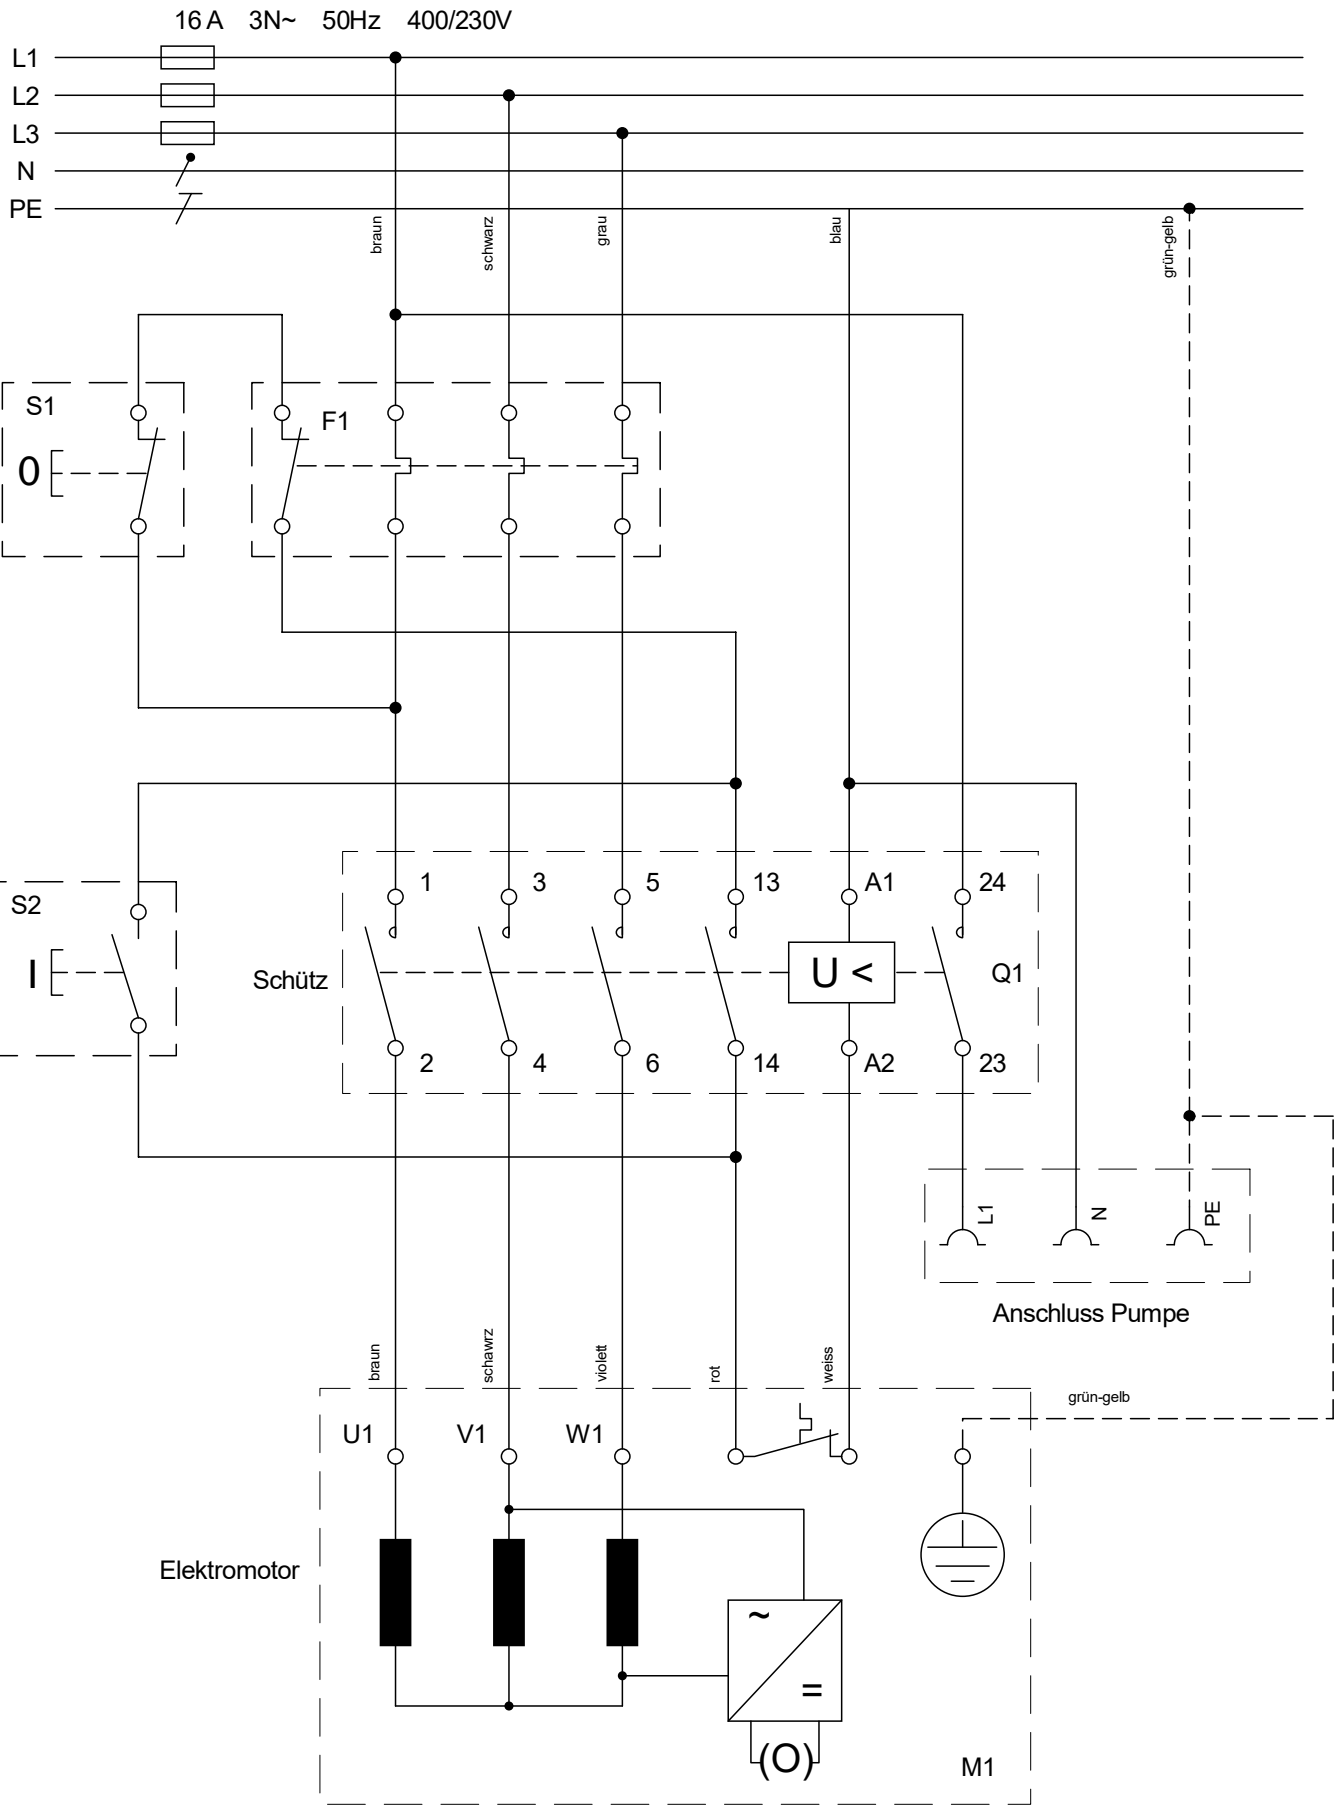 16 A 3N~ 50Hz 400/230V
L1
L2
L3
N
PE
braun
schwarz
grau
blau
grün-gelb
S1
0
F1
S2
I
Schütz
1
3
5
13
A1
24
U <
Q1
2
4
6
14
A2
23
L1
N
PE
Anschluss Pumpe
braun
schawrz
violett
rot
weiss
grün-gelb
U1
V1
W1
Elektromotor
~
=
(O)
M1